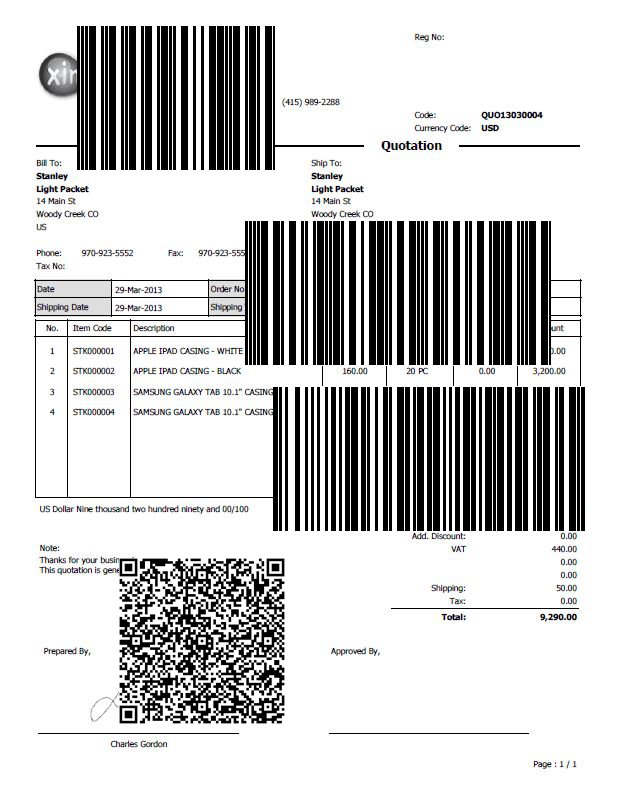 Reg No:
xin
(415) 989-2288
Code: QUO13030004
Currency Code: USD
Quotation
Bill To: Ship To:
Stanley Stanley
Light Packet Light Packet
14 Main St 14 Main St
Woody Creek CO Woody Creek CO
US
Phone: 970-923-5552 Fax: 970-923-555
Tax No:
Date 29-Mar-2013 Order No
Shipping Date 29-Mar-2013 Shipping
No. Item Code Description unt
1 STK000001 APPLE IPAD CASING - WHITE 0.00
2 STK000002 APPLE IPAD CASING - BLACK 160.00 20 PC 0.00 3,200.00
3 STK000003 SAMSUNG GALAXY TAB 10.1" CASING
4 STK000004 SAMSUNG GALAXY TAB 10.1" CASING
US Dollar Nine thousand two hundred ninety and 00/100
Add. Discount: 0.00
Note: VAT 440.00
Thanks for your busin 0.00
This quotation is gene 0.00
Shipping: 50.00
Tax: 0.00
Total: 9,290.00
Prepared By, Approved By,
Charles Gordon
Page : 1 / 1